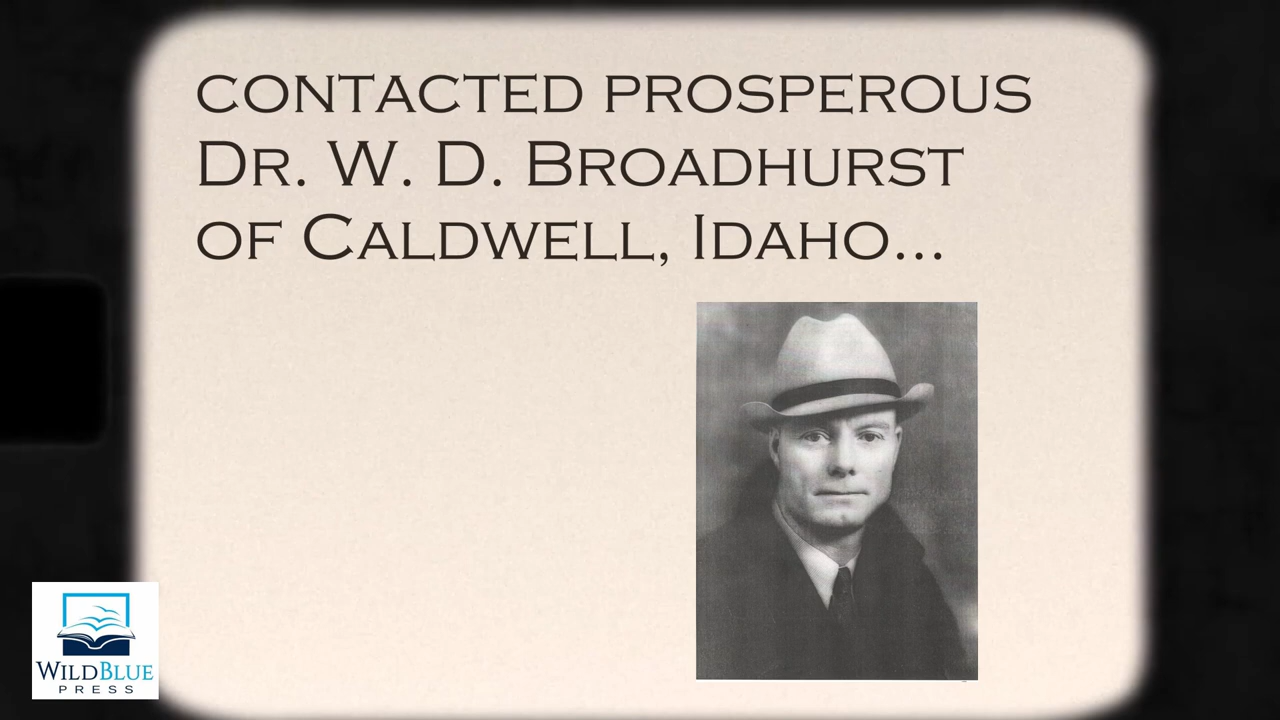 CONTACTED PROSPEROUS
DR. W. D. BROADHURST
OF CALDWELL, IDAHO...
WILDBLUE
PRESS